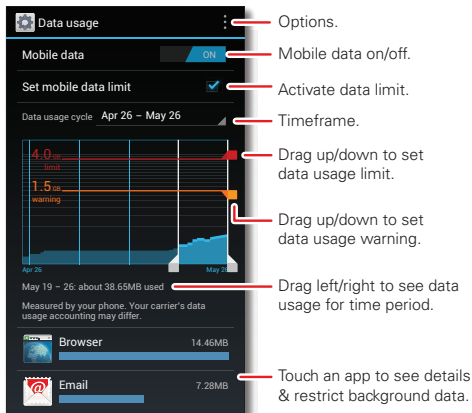 Data usage
Options.
Mobile data
ON
Mobile data on/off.
Set mobile data limit
Activate data limit.
Data usage cycle Apr 26 – May 26
Timeframe.
4.0 GB
limit
Drag up/down to set
data usage limit.
1.5 GB
warning
Drag up/down to set
data usage warning.
Apr 26
May 26
May 19 – 26: about 38.65MB used
Drag left/right to see data
usage for time period.
Measured by your phone. Your carrier's data
usage accounting may differ.
Browser
14.46MB
Email
7.28MB
Touch an app to see details
& restrict background data.